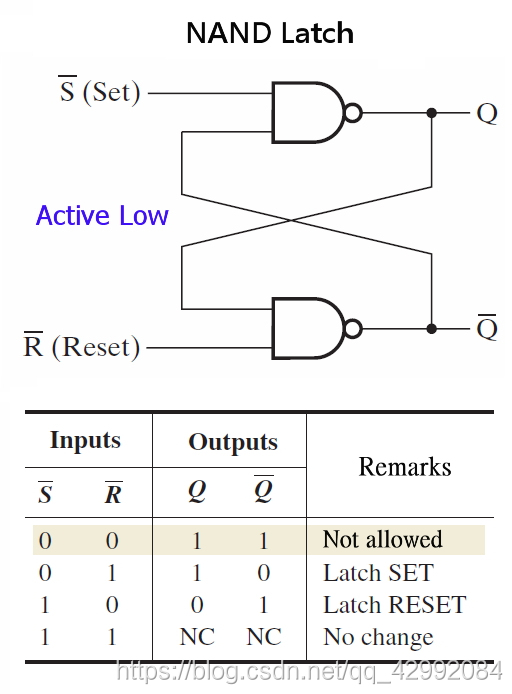 NAND Latch
S̅ (Set)
Q
Active Low
R̅ (Reset)
Q̅
Inputs Outputs Remarks
S̅ R̅ Q Q̅
0 0 1 1 Not allowed
0 1 1 0 Latch SET
1 0 0 1 Latch RESET
1 1 NC NC No change
https://blog.csdn.net/qq_42992084